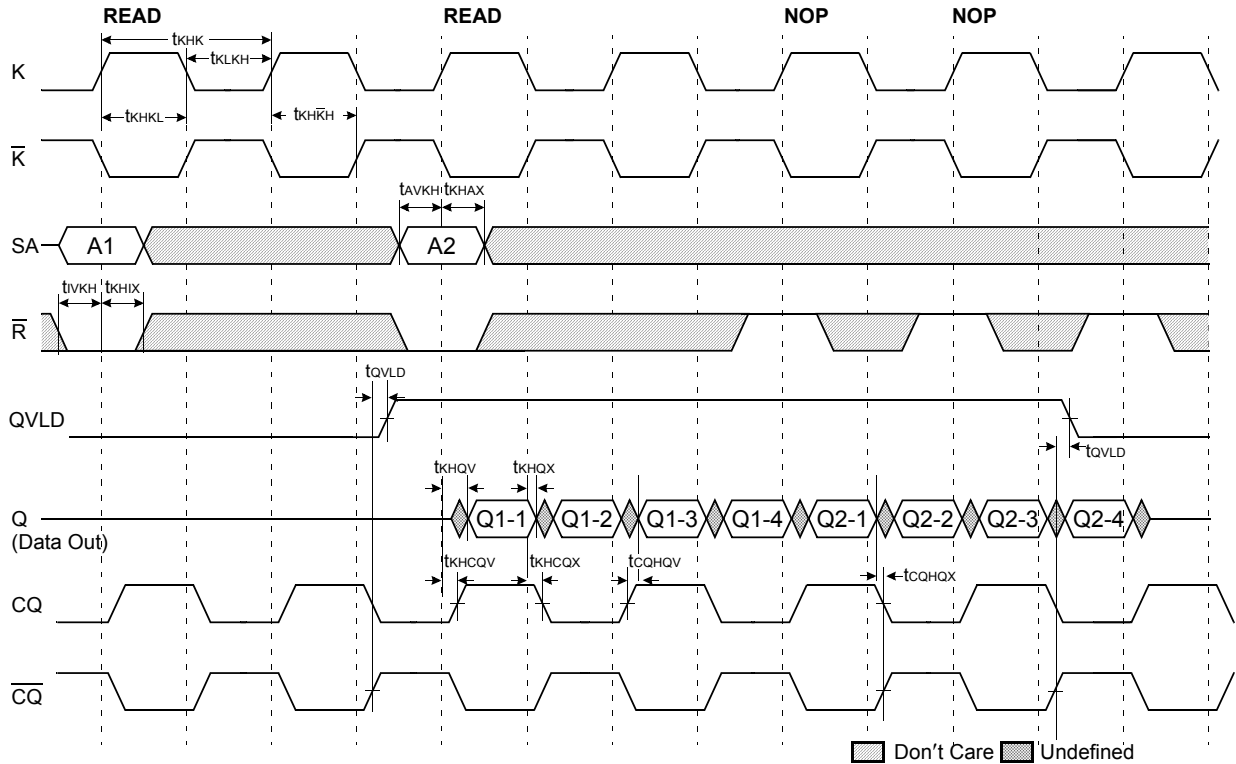 READ READ NOP NOP
tKHK
tKLKH
K
tKHKL tKHK̅H
K̅
tAVKH tKHAX
SA A1 A2
tIVKH tKHIX
R̅
tQVLD
QVLD
tQVLD
tKHQV tKHQX
Q Q1-1 Q1-2 Q1-3 Q1-4 Q2-1 Q2-2 Q2-3 Q2-4
(Data Out)
tKHCQV tKHCQX tCQHQV
tCQHQX
CQ
C̅Q̅
Don't Care Undefined